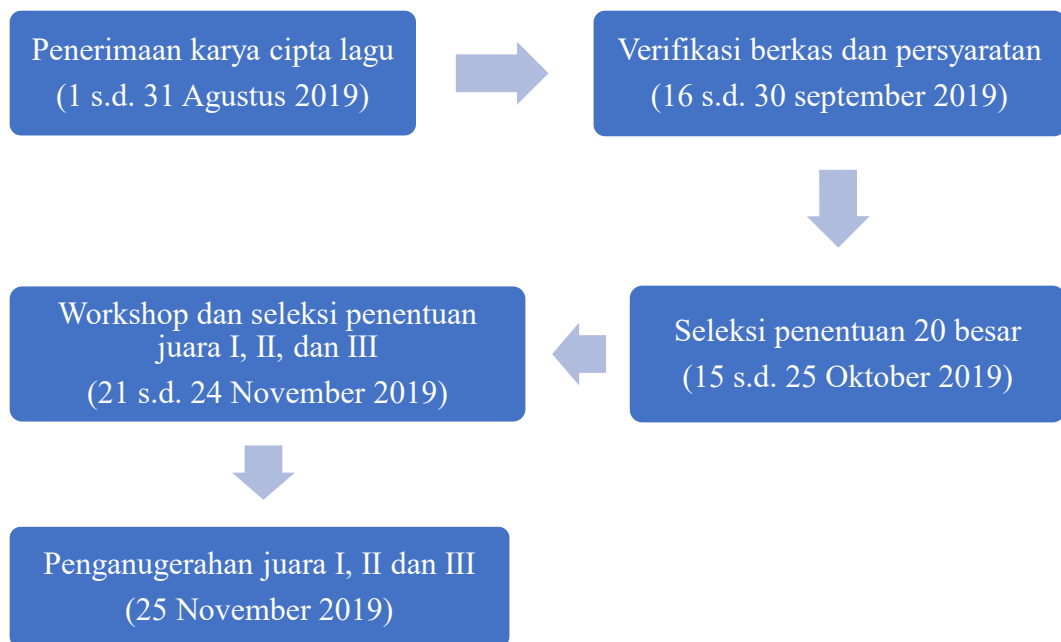 Penerimaan karya cipta lagu
(1 s.d. 31 Agustus 2019)
Verifikasi berkas dan persyaratan
(16 s.d. 30 september 2019)
Seleksi penentuan 20 besar
(15 s.d. 25 Oktober 2019)
Workshop dan seleksi penentuan
juara I, II, dan III
(21 s.d. 24 November 2019)
Penganugerahan juara I, II dan III
(25 November 2019)